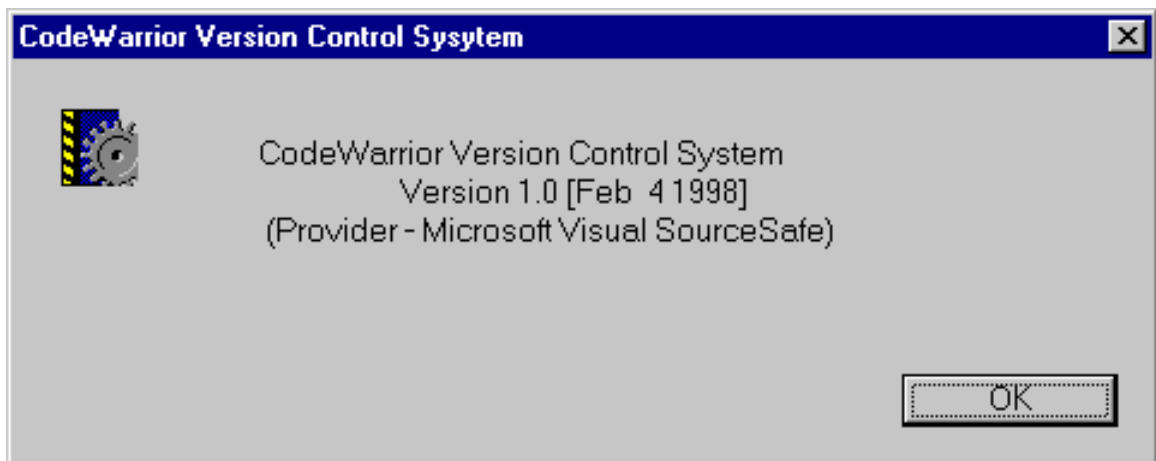 CodeWarrior Version Control Sysytem
CodeWarrior Version Control System
Version 1.0 [Feb  4 1998]
(Provider - Microsoft Visual SourceSafe)
OK